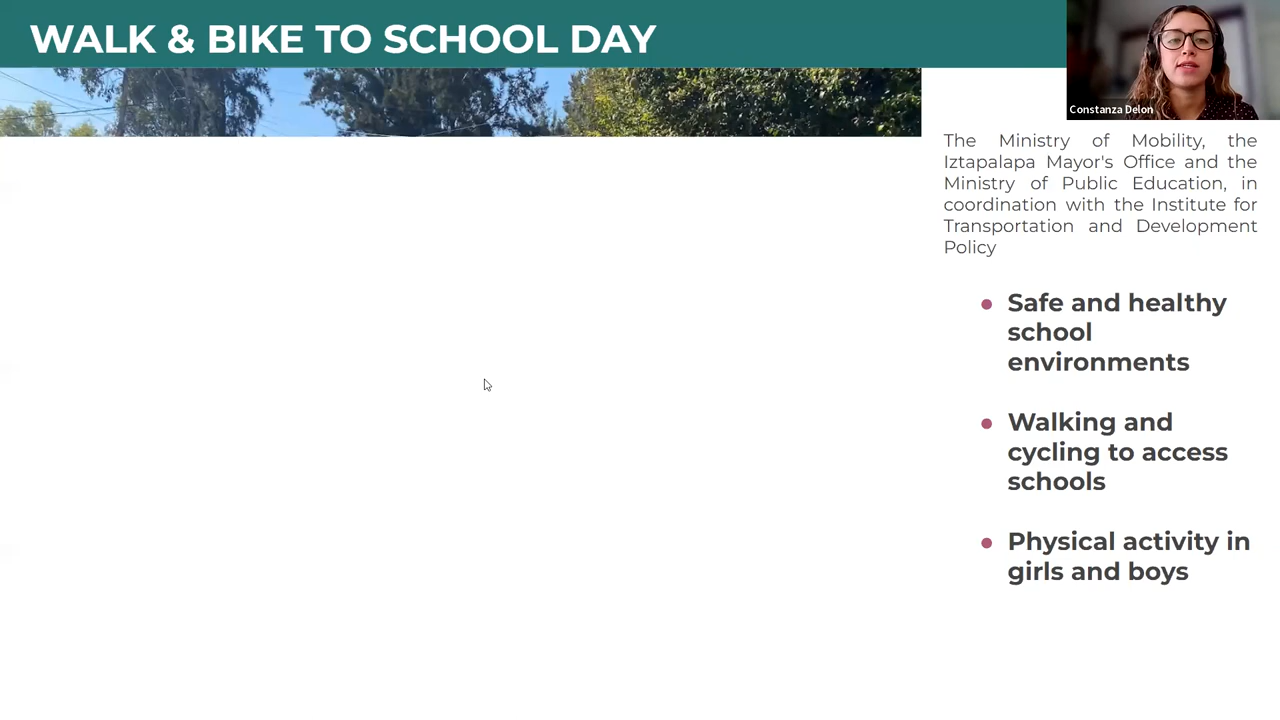 WALK & BIKE TO SCHOOL DAY
Constanza Delon
The Ministry of Mobility, the
Iztapalapa Mayor's Office and the
Ministry of Public Education, in
coordination with the Institute for
Transportation and Development
Policy
Safe and healthy
school
environments
Walking and
cycling to access
schools
Physical activity in
girls and boys